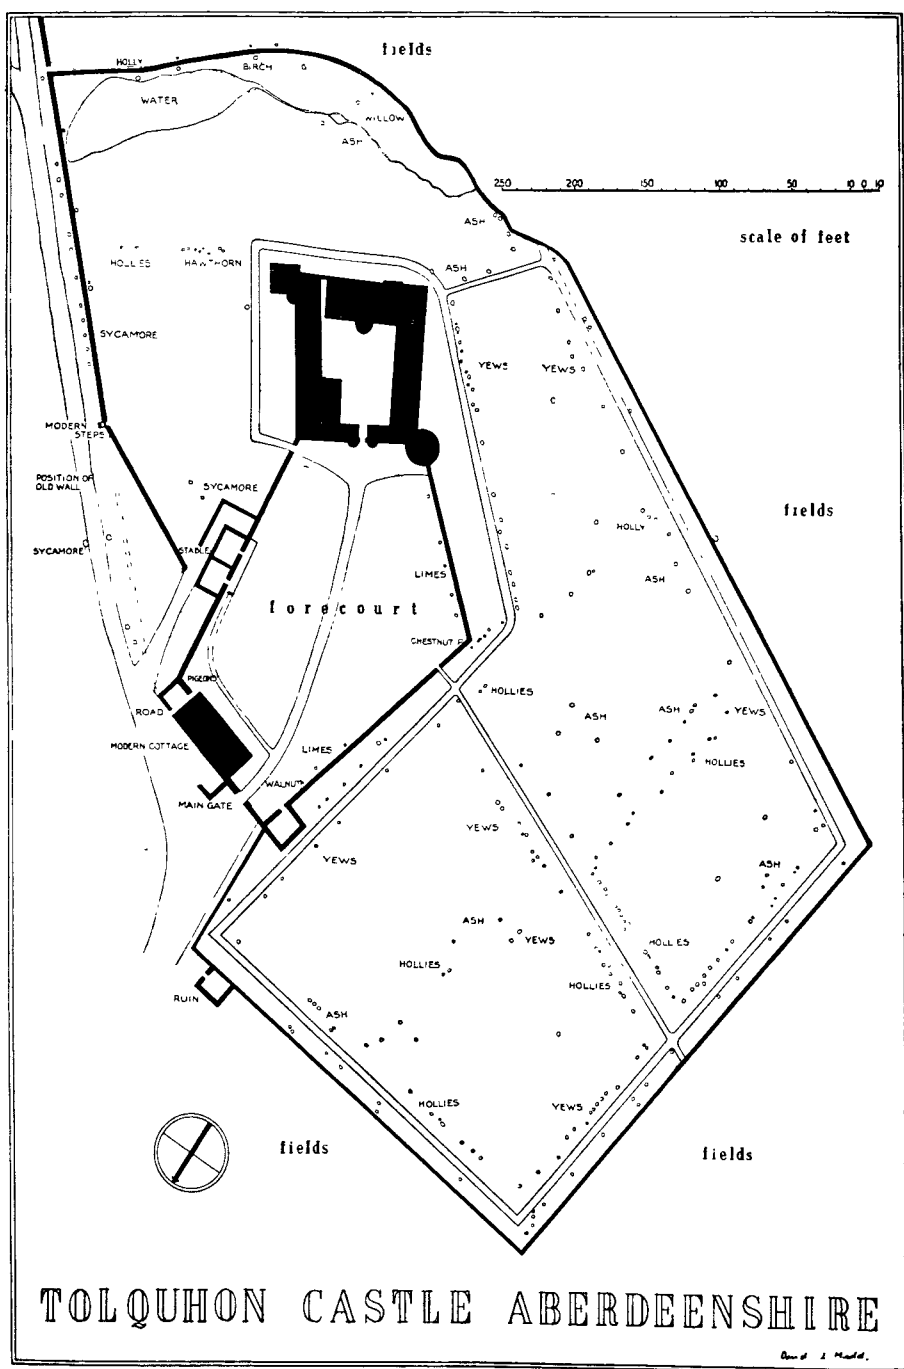 fields
HOLLY
BIRCH
WATER
WILLOW
ASH
250 200 150 100 50 10 0 10
ASH
scale of feet
HOLLIES HAWTHORN
ASH
SYCAMORE
YEWS YEWS
MODERN
STEPS
POSITION OF
OLD WALL
SYCAMORE
fields
HOLLY
SYCAMORE
STABLE
LIMES
ASH
forecourt
CHESTNUT
PIGEONS
HOLLIES
ROAD
ASH
ASH YEWS
MODERN COTTAGE
LIMES
HOLLIES
WALNUTS
MAIN GATE
YEWS
YEWS
ASH
ASH
YEWS
HOLLIES
HOLLIES
HOLLIES
RUIN
ASH
HOLLIES
YEWS
fields
fields
TOLQUHON CASTLE ABERDEENSHIRE